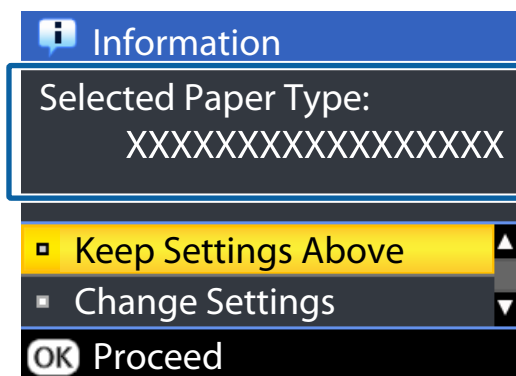 Information
Selected Paper Type:
XXXXXXXXXXXXXXXXX
Keep Settings Above
Change Settings
OK Proceed